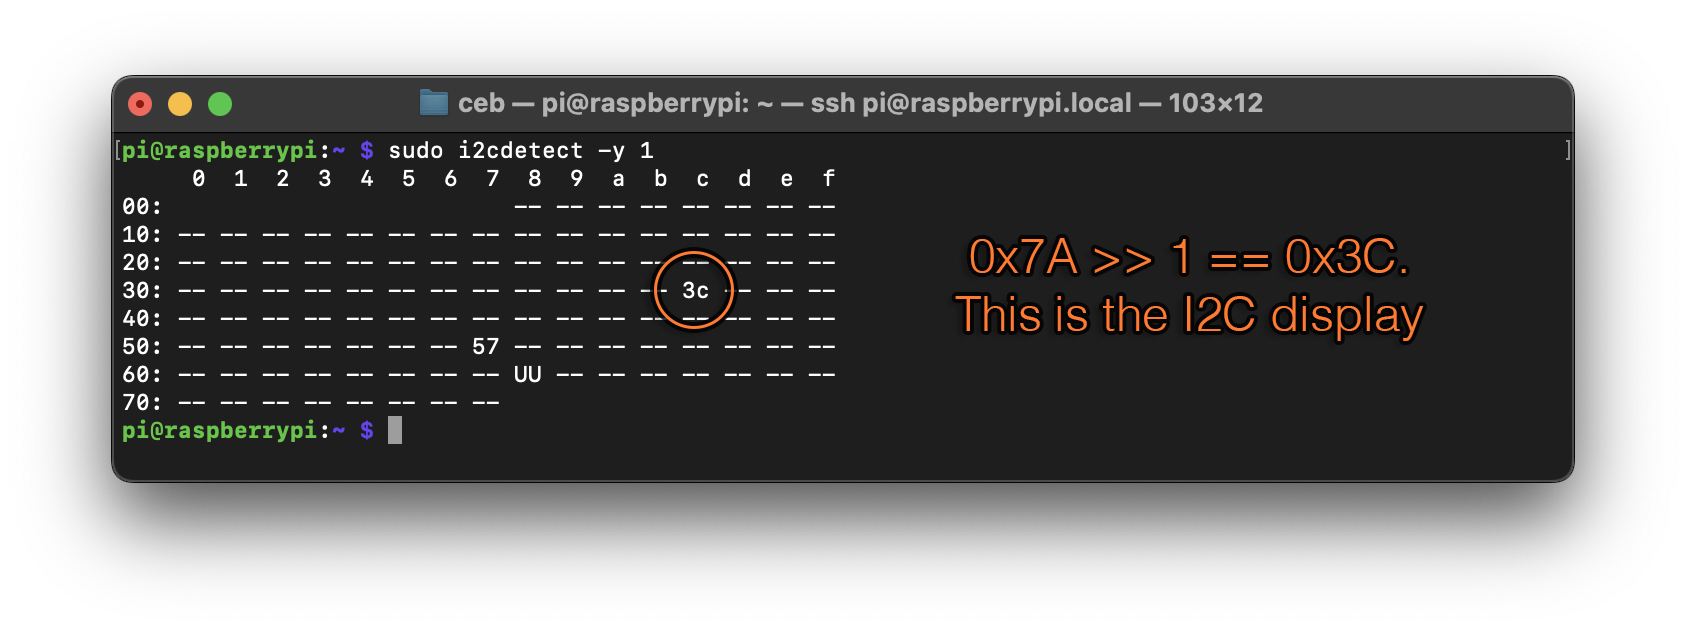 ceb — pi@raspberrypi: ~ — ssh pi@raspberrypi.local — 103×12
[pi@raspberrypi:~ $ sudo i2cdetect -y 1 ]
     0  1  2  3  4  5  6  7  8  9  a  b  c  d  e  f
00:                         -- -- -- -- -- -- -- --
10: -- -- -- -- -- -- -- -- -- -- -- -- -- -- -- --
20: -- -- -- -- -- -- -- -- -- -- -- -- -- -- -- --
30: -- -- -- -- -- -- -- -- -- -- -- -- 3c -- -- --
40: -- -- -- -- -- -- -- -- -- -- -- -- -- -- -- --
50: -- -- -- -- -- -- -- 57 -- -- -- -- -- -- -- --
60: -- -- -- -- -- -- -- -- UU -- -- -- -- -- -- --
70: -- -- -- -- -- -- -- --
pi@raspberrypi:~ $
0x7A >> 1 == 0x3C.
This is the I2C display